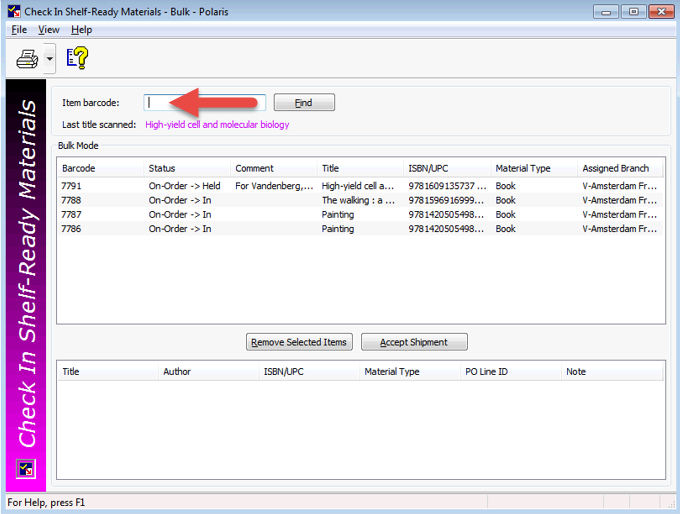 Check In Shelf-Ready Materials - Bulk - Polaris
File View Help
Check In Shelf-Ready Materials
Item barcode: Find
Last title scanned: High-yield cell and molecular biology
Bulk Mode
Barcode Status Comment Title ISBN/UPC Material Type Assigned Branch
7791 On-Order -> Held For Vandenberg,... High-yield cell a... 9781609135737 ... Book V-Amsterdam Fr...
7788 On-Order -> In The walking : a ... 9781596916999... Book V-Amsterdam Fr...
7787 On-Order -> In Painting 9781420505498... Book V-Amsterdam Fr...
7786 On-Order -> In Painting 9781420505498... Book V-Amsterdam Fr...
Remove Selected Items Accept Shipment
Title Author ISBN/UPC Material Type PO Line ID Note
For Help, press F1